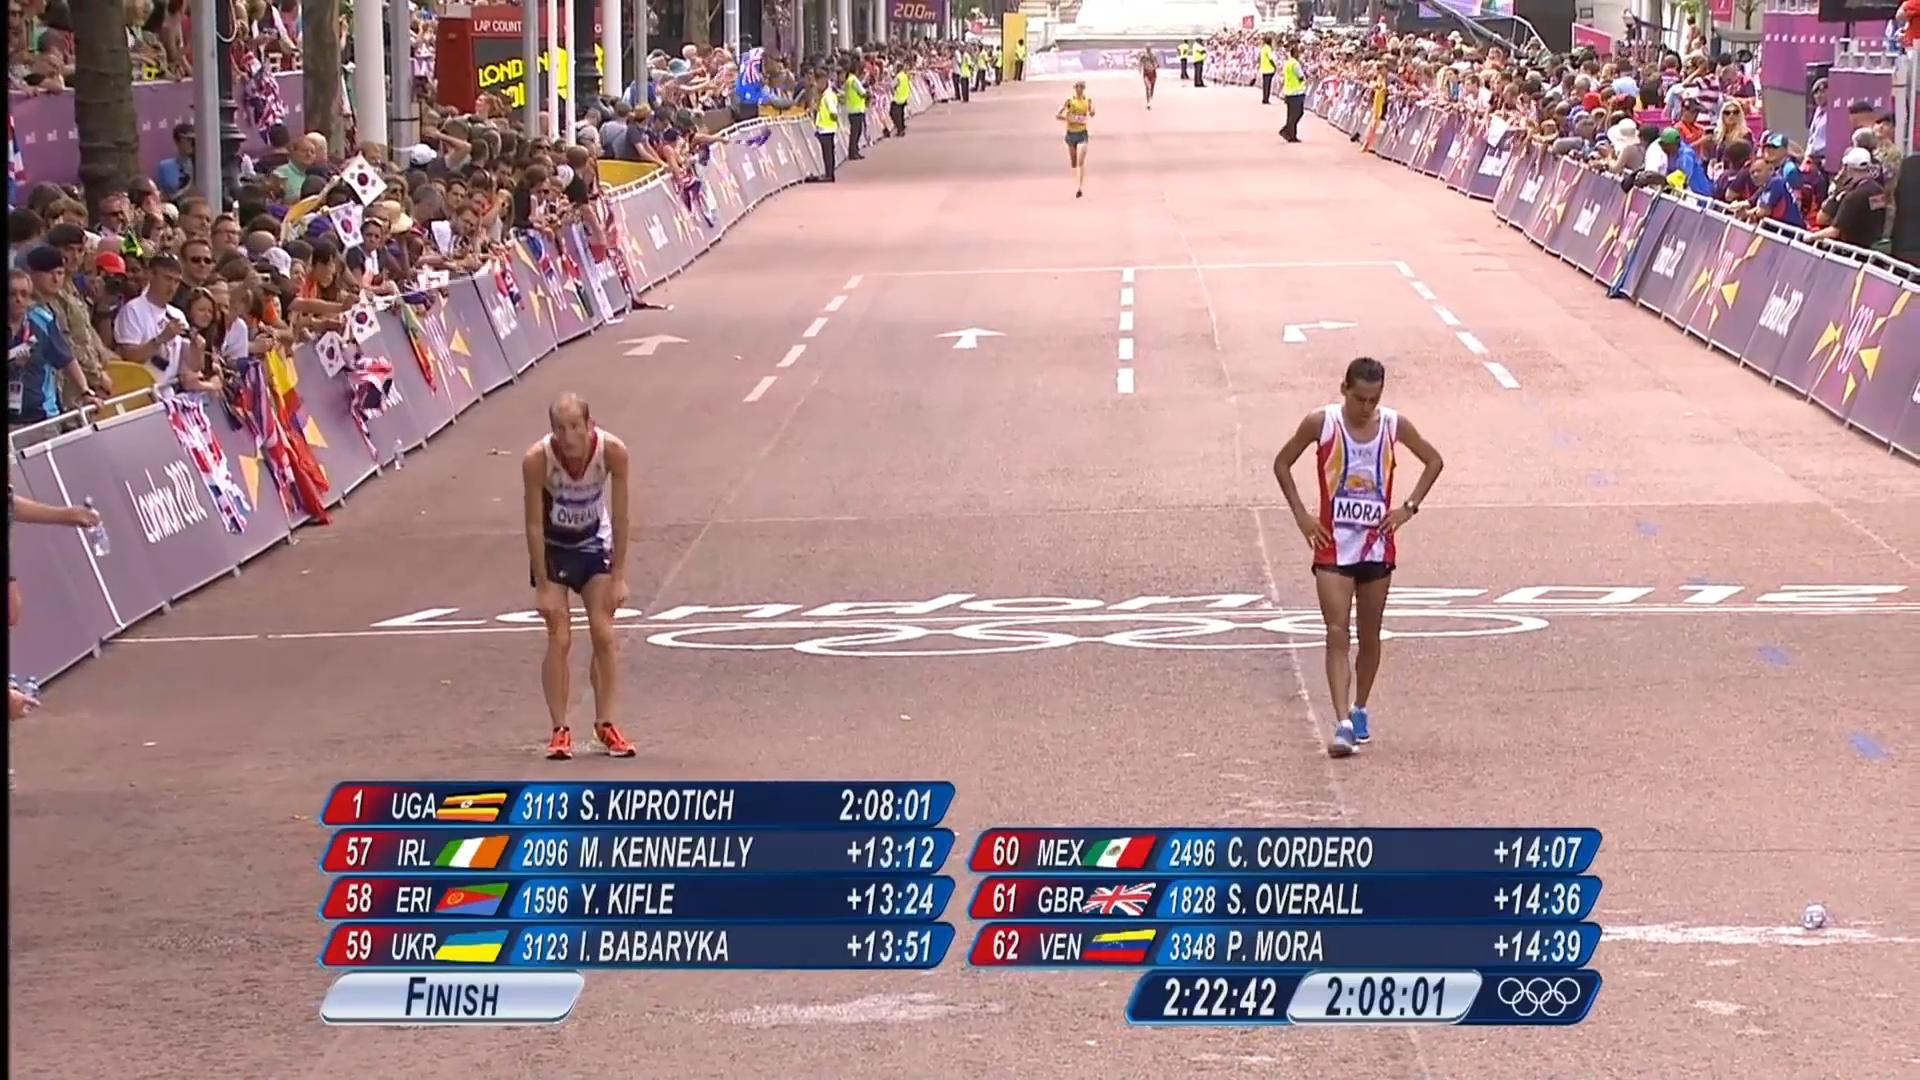 200m
LAP COUNT
LONDON
London 2012
London 2012
OVERALL
MORA
London 2012
1 UGA 3113 S. KIPROTICH 2:08:01
57 IRL 2096 M. KENNEALLY +13:12
58 ERI 1596 Y. KIFLE +13:24
59 UKR 3123 I. BABARYKA +13:51
60 MEX 2496 C. CORDERO +14:07
61 GBR 1828 S. OVERALL +14:36
62 VEN 3348 P. MORA +14:39
FINISH
2:22:42 2:08:01